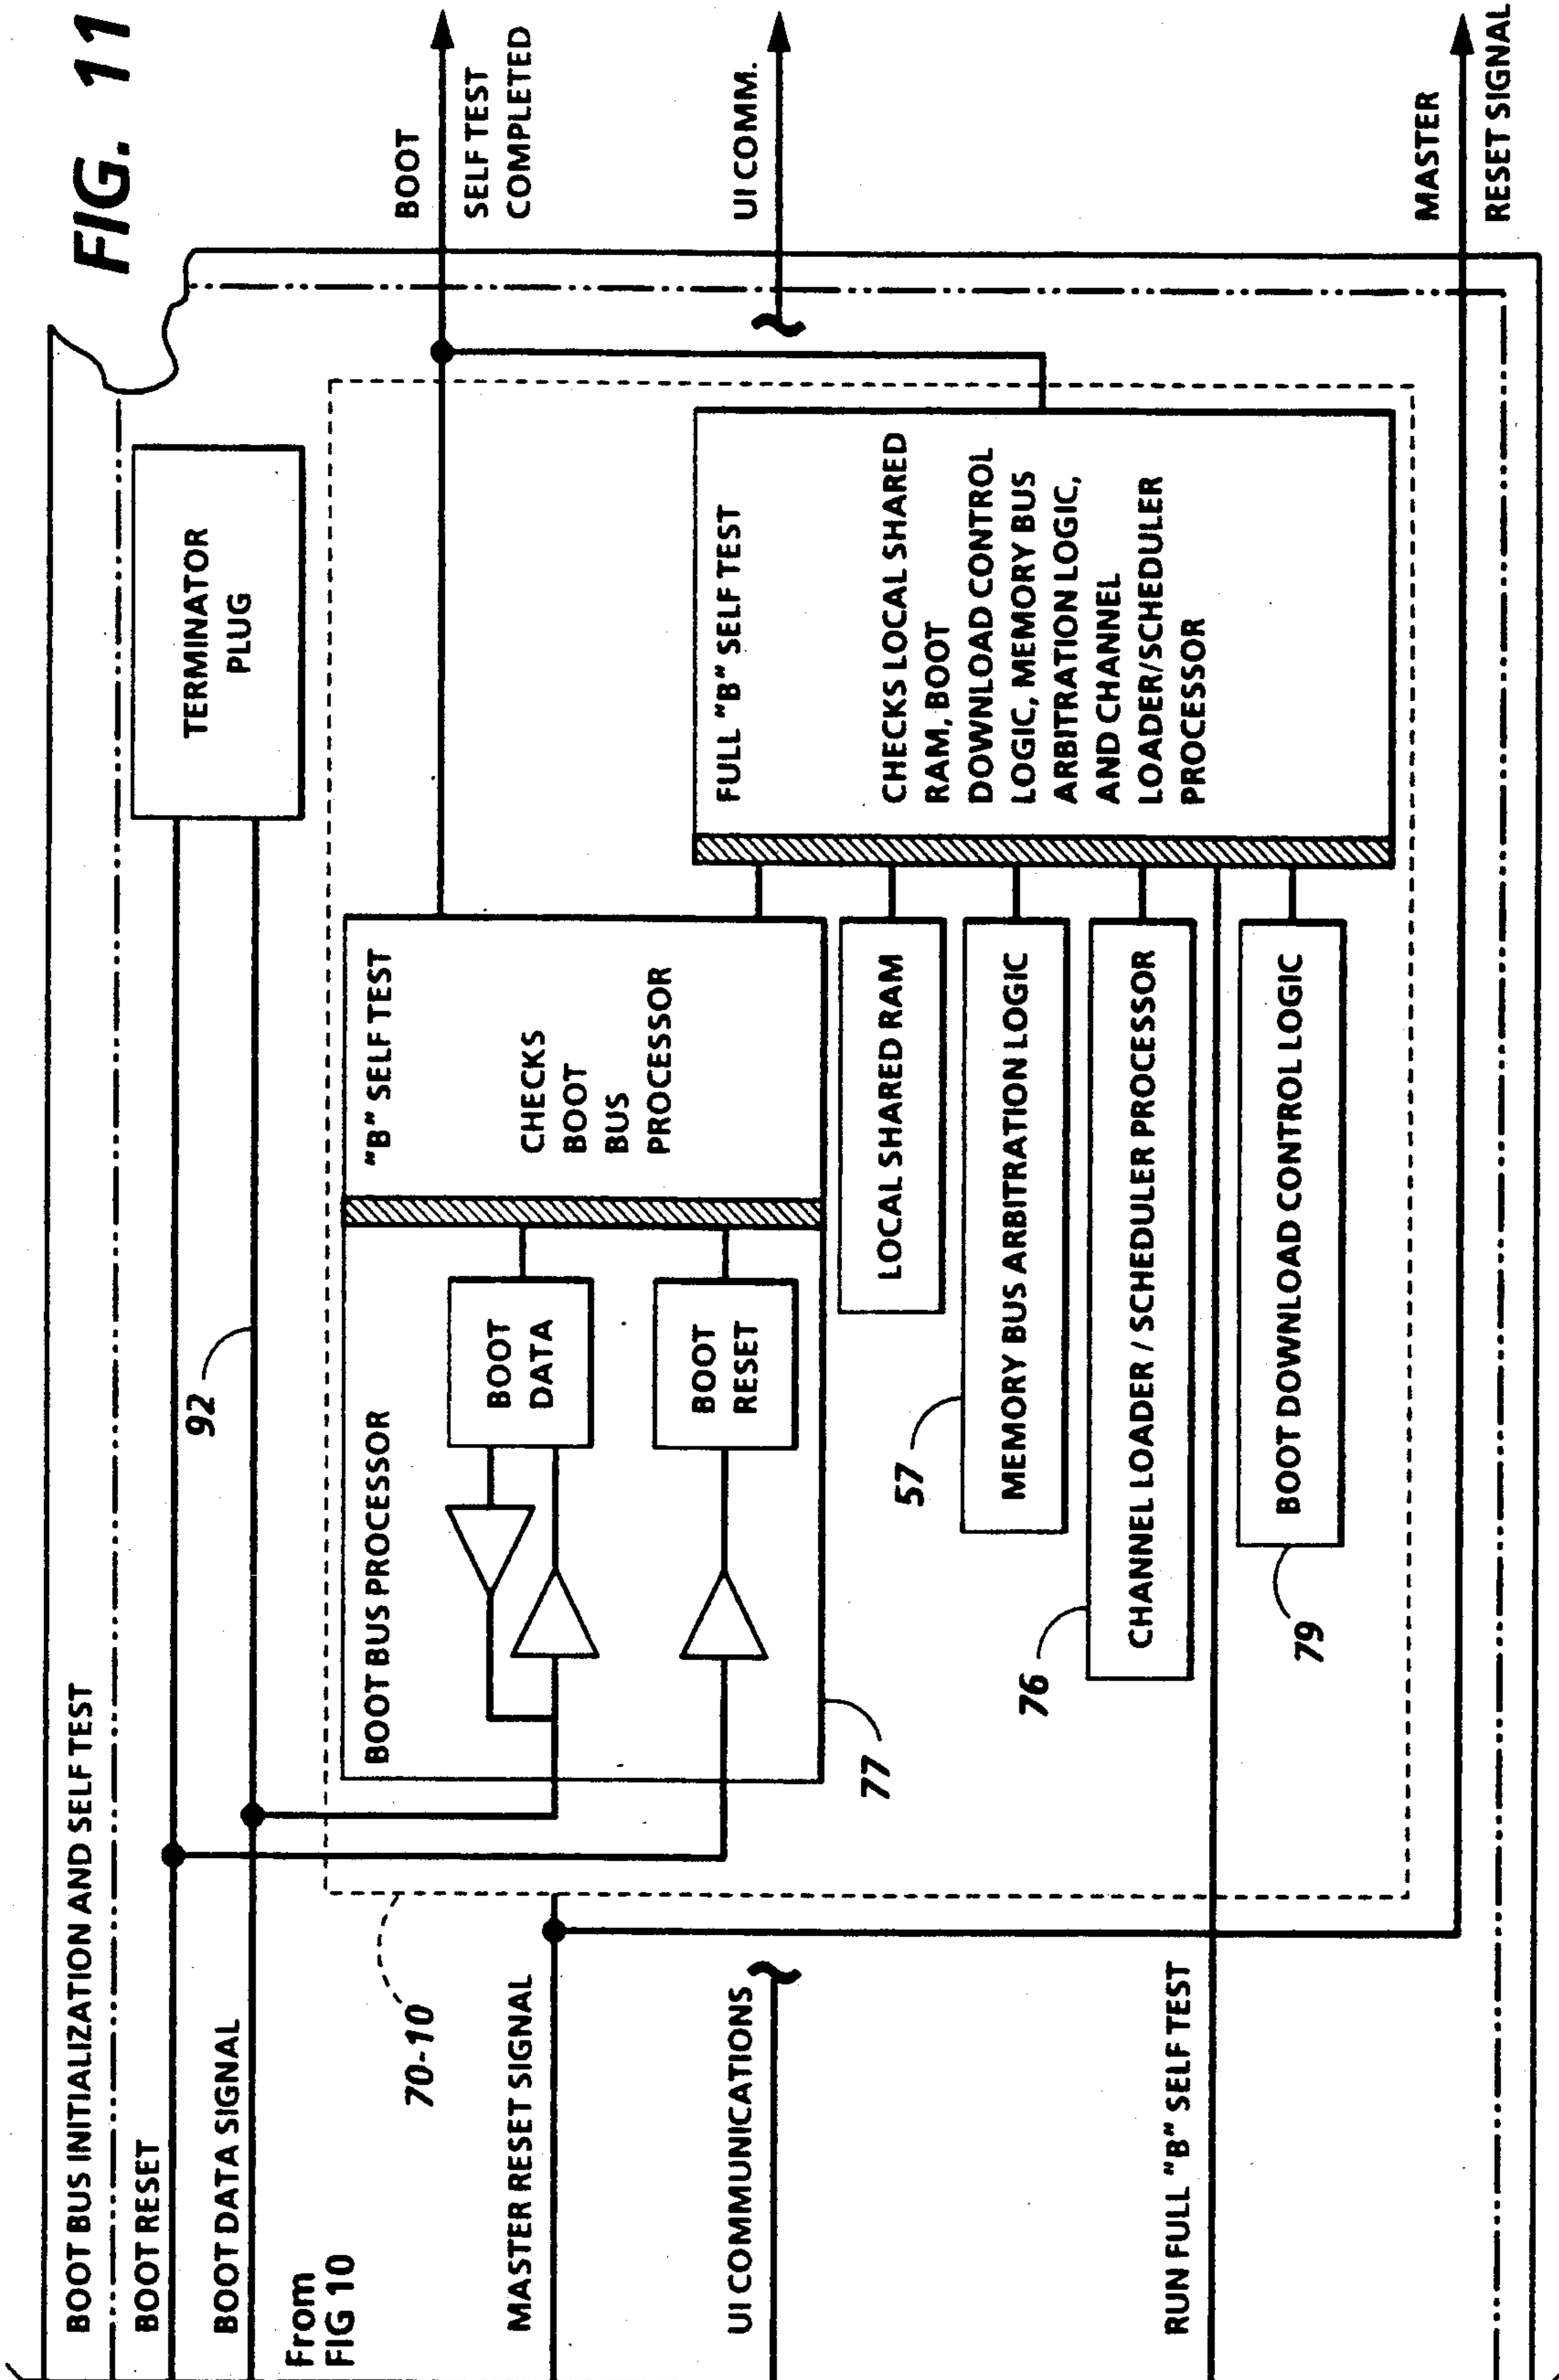 FIG. 11
BOOT BUS INITIALIZATION AND SELF TEST
BOOT RESET
BOOT DATA SIGNAL
From
FIG 10
92
TERMINATOR
PLUG
BOOT
SELF TEST
COMPLETED
70-10
BOOT BUS PROCESSOR
BOOT
DATA
BOOT
RESET
77
"B" SELF TEST
CHECKS
BOOT
BUS
PROCESSOR
FULL "B" SELF TEST
CHECKS LOCAL SHARED
RAM, BOOT
DOWNLOAD CONTROL
LOGIC, MEMORY BUS
ARBITRATION LOGIC,
AND CHANNEL
LOADER/SCHEDULER
PROCESSOR
MASTER RESET SIGNAL
UI COMMUNICATIONS
UI COMM.
LOCAL SHARED RAM
57
MEMORY BUS ARBITRATION LOGIC
76
CHANNEL LOADER / SCHEDULER PROCESSOR
RUN FULL "B" SELF TEST
79
BOOT DOWNLOAD CONTROL LOGIC
MASTER
RESET SIGNAL